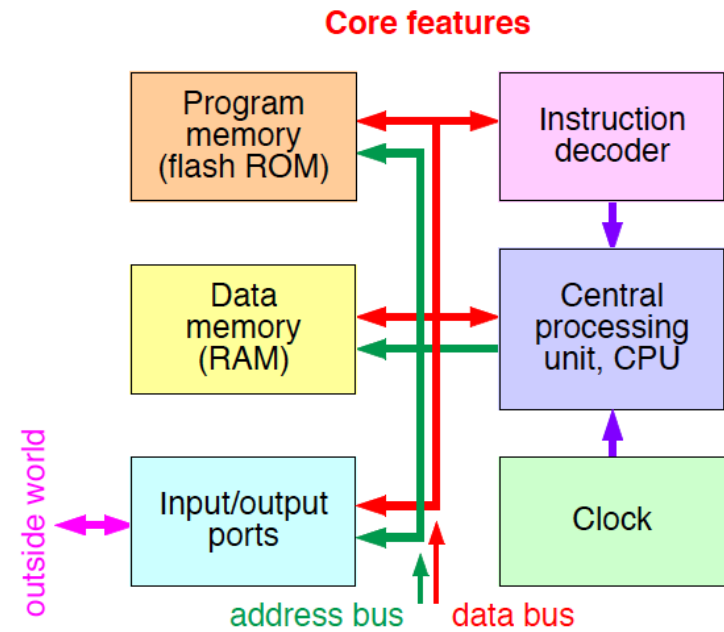 Core features
Program
memory
(flash ROM)
Instruction
decoder
Data
memory
(RAM)
Central
processing
unit, CPU
outside world
Input/output
ports
Clock
address bus
data bus